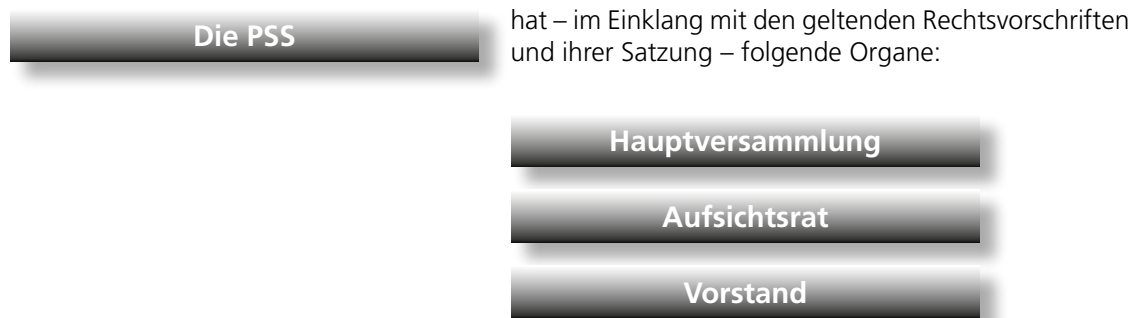 Die PSS
hat – im Einklang mit den geltenden Rechtsvorschriften
und ihrer Satzung – folgende Organe:
Hauptversammlung
Aufsichtsrat
Vorstand